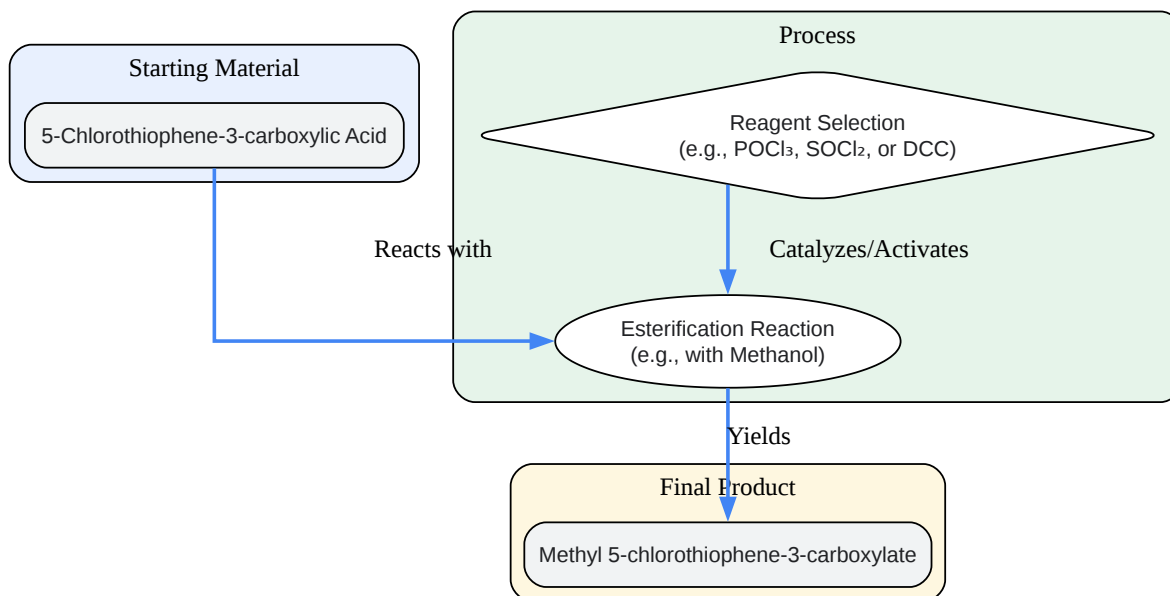 Process
Starting Material
5-Chlorothiophene-3-carboxylic Acid
Reagent Selection
(e.g., POCl₃, SOCl₂, or DCC)
Reacts with
Catalyzes/Activates
Esterification Reaction
(e.g., with Methanol)
Yields
Final Product
Methyl 5-chlorothiophene-3-carboxylate